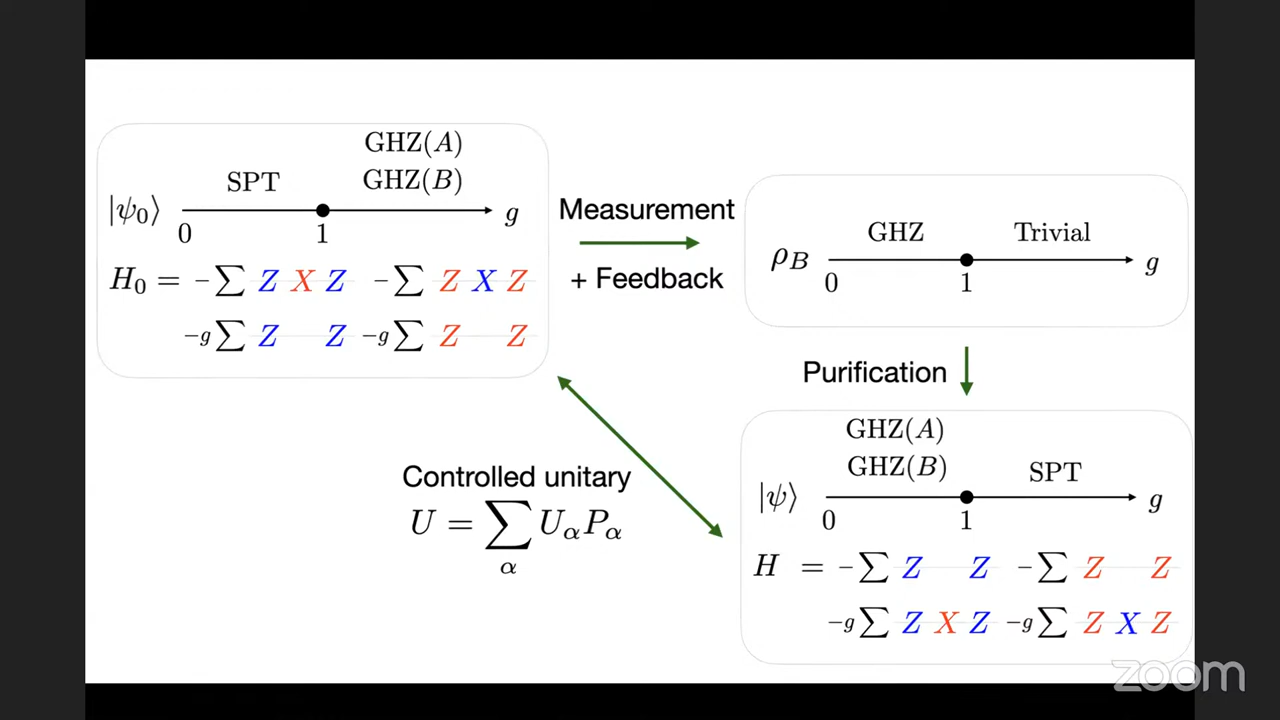 GHZ(A)
SPT GHZ(B)
|ψ₀⟩ g
0 1
H₀ = −∑ Z X Z −∑ Z X Z
−g∑ Z Z −g∑ Z Z
Measurement
+ Feedback
GHZ Trivial
ρ_B g
0 1
Purification
GHZ(A)
GHZ(B) SPT
|ψ⟩ g
0 1
H = −∑ Z Z −∑ Z Z
−g∑ Z X Z −g∑ Z X Z
Controlled unitary
U = ∑ U_α P_α
α
zoom